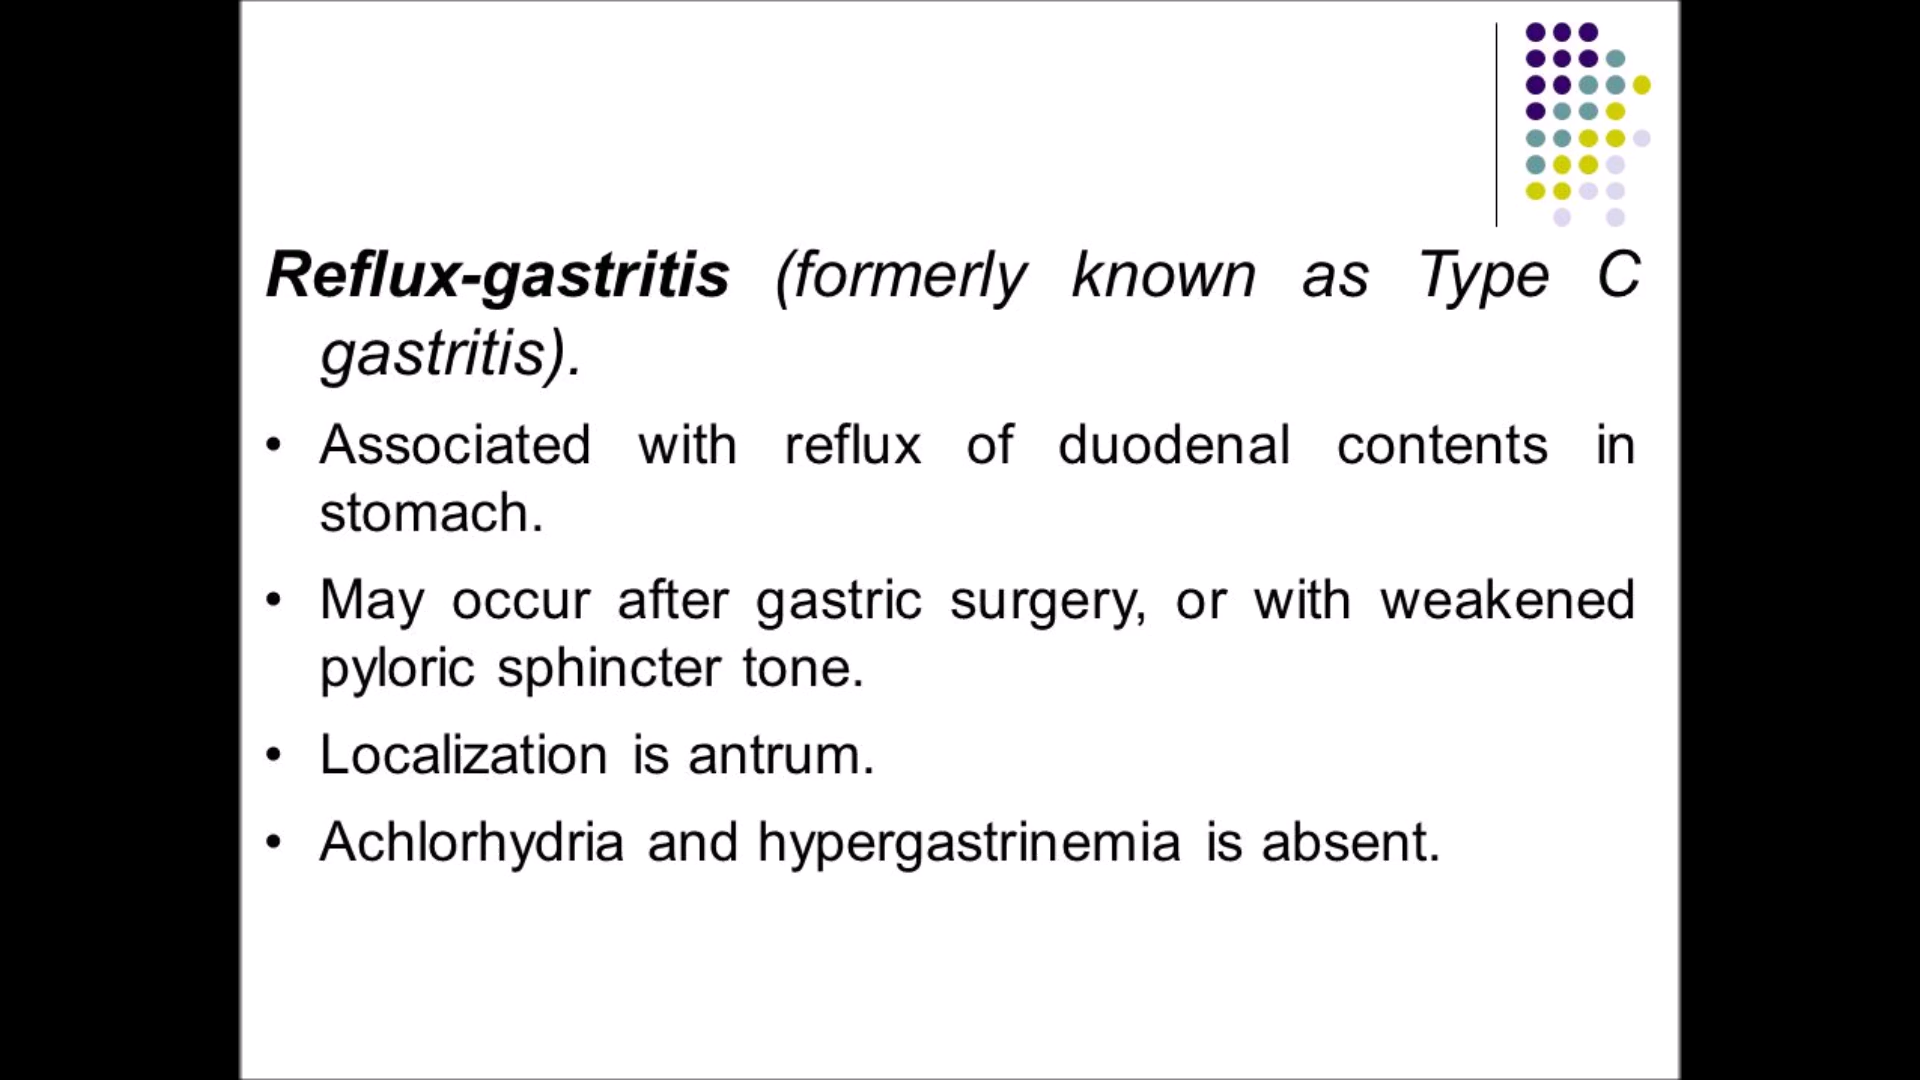 Reflux-gastritis (formerly known as Type C
gastritis).
• Associated with reflux of duodenal contents in
stomach.
• May occur after gastric surgery, or with weakened
pyloric sphincter tone.
• Localization is antrum.
• Achlorhydria and hypergastrinemia is absent.